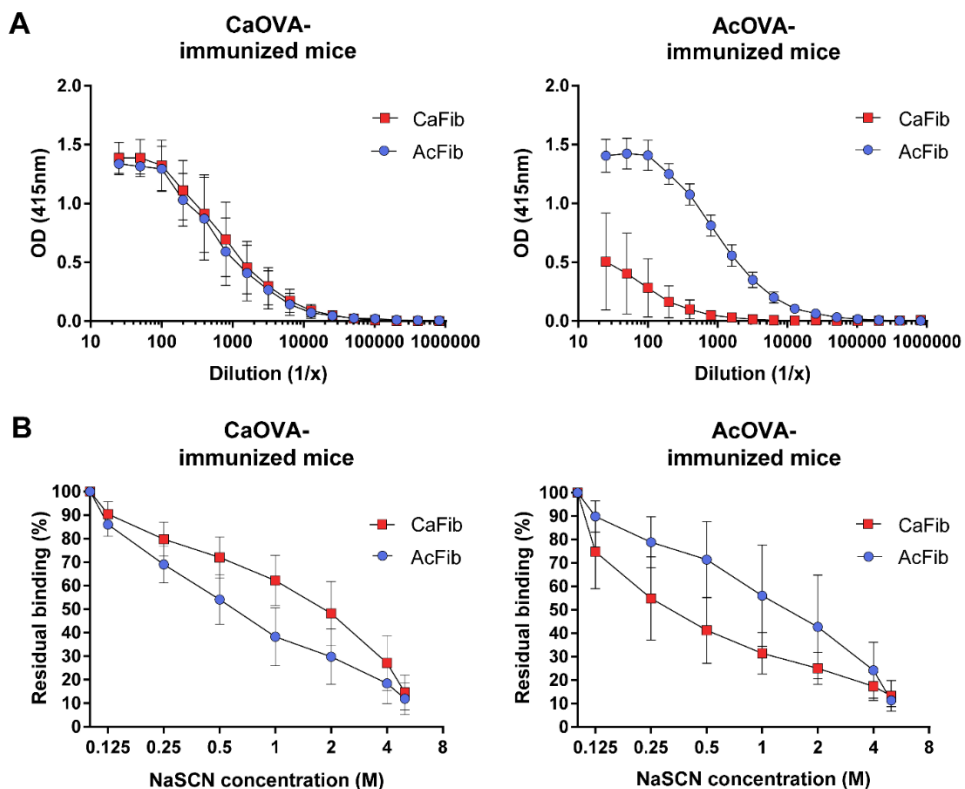 A
CaOVA-
immunized mice
OD (415nm)
2.0
1.5
1.0
0.5
0.0
10
1000
100000
1000000
Dilution (1/x)
CaFib
AcFib
AcOVA-
immunized mice
OD (415nm)
2.0
1.5
1.0
0.5
0.0
10
100
1000
100000
1000000
Dilution (1/x)
CaFib
AcFib
B
CaOVA-
immunized mice
Residual binding (%)
100
90
80
70
60
50
40
30
20
10
0
0.125 0.25 0.5 1 2 4 8
NaSCN concentration (M)
CaFib
AcFib
AcOVA-
immunized mice
Residual binding (%)
100
90
80
70
60
50
40
30
20
10
0
0.125 0.25 0.5 1 2 4 8
NaSCN concentration (M)
CaFib
AcFib